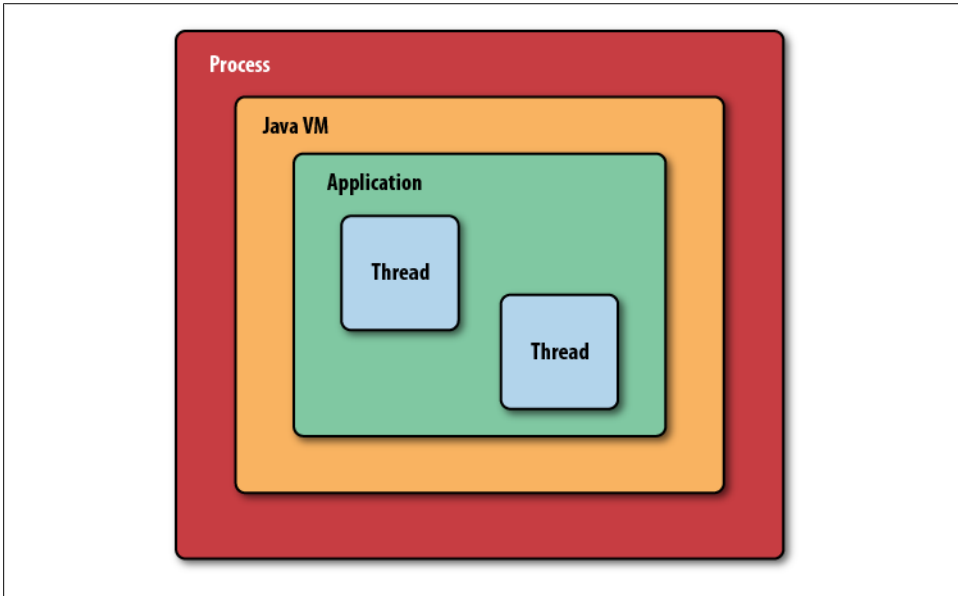 Process
Java VM
Application
Thread
Thread